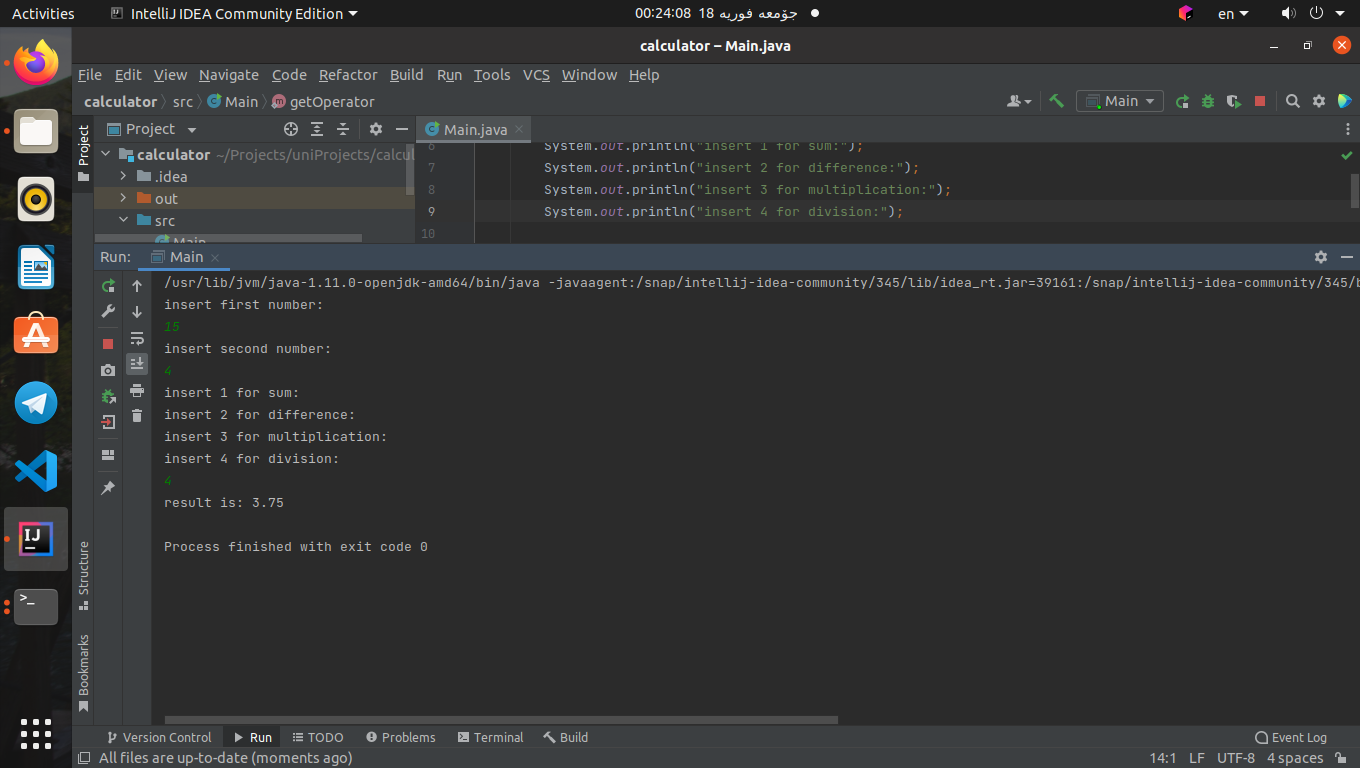 Activities
IntelliJ IDEA Community Edition
جۆمعه فوریه 18  00:24:08
en
calculator – Main.java
File Edit View Navigate Code Refactor Build Run Tools VCS Window Help
calculator src Main getOperator
Main
Project
Main.java
Project
calculator ~/Projects/uniProjects/calcul
.idea
out
src
Main
6 System.out.println("insert 1 for sum:");
7 System.out.println("insert 2 for difference:");
8 System.out.println("insert 3 for multiplication:");
9 System.out.println("insert 4 for division:");
10
Run: Main
/usr/lib/jvm/java-1.11.0-openjdk-amd64/bin/java -javaagent:/snap/intellij-idea-community/345/lib/idea_rt.jar=39161:/snap/intellij-idea-community/345/b
insert first number:
15
insert second number:
4
insert 1 for sum:
insert 2 for difference:
insert 3 for multiplication:
insert 4 for division:
4
result is: 3.75
Process finished with exit code 0
Structure
Bookmarks
Version Control Run TODO Problems Terminal Build Event Log
All files are up-to-date (moments ago)
14:1 LF UTF-8 4 spaces